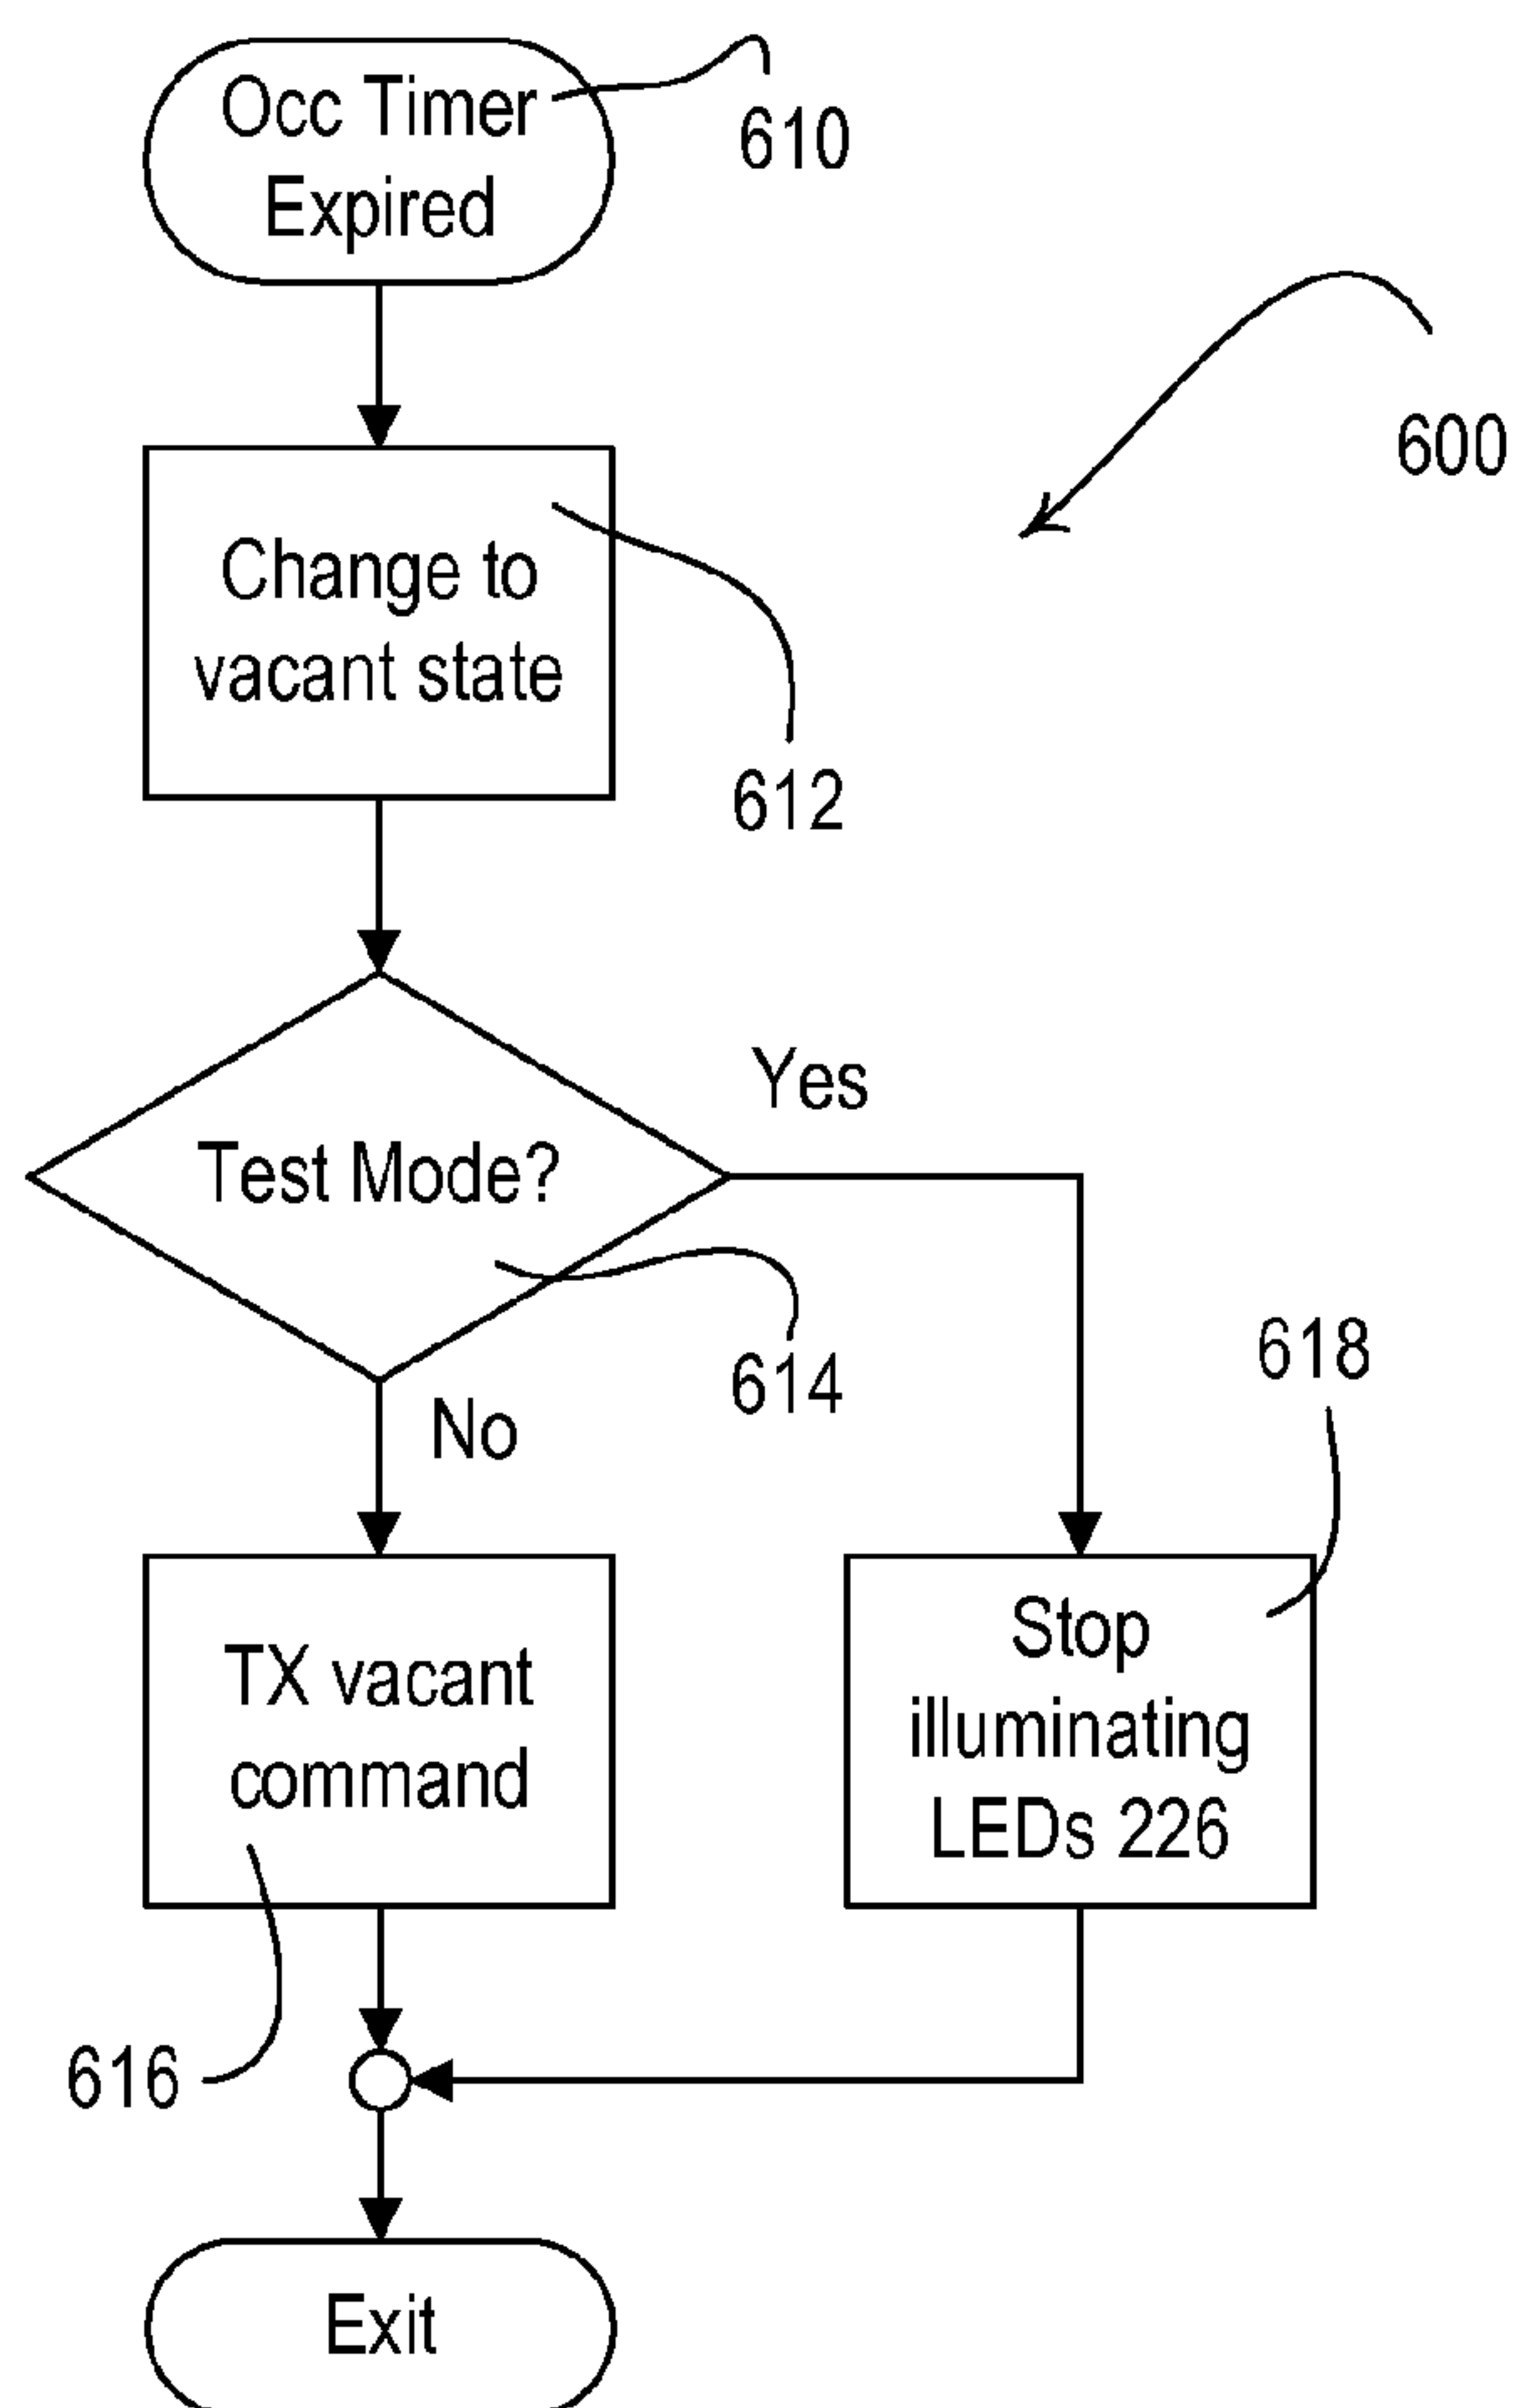 Occ Timer
Expired
610
600
Change to
vacant state
612
Yes
Test Mode?
614
No
618
TX vacant
command
Stop
illuminating
LEDs 226
616
Exit